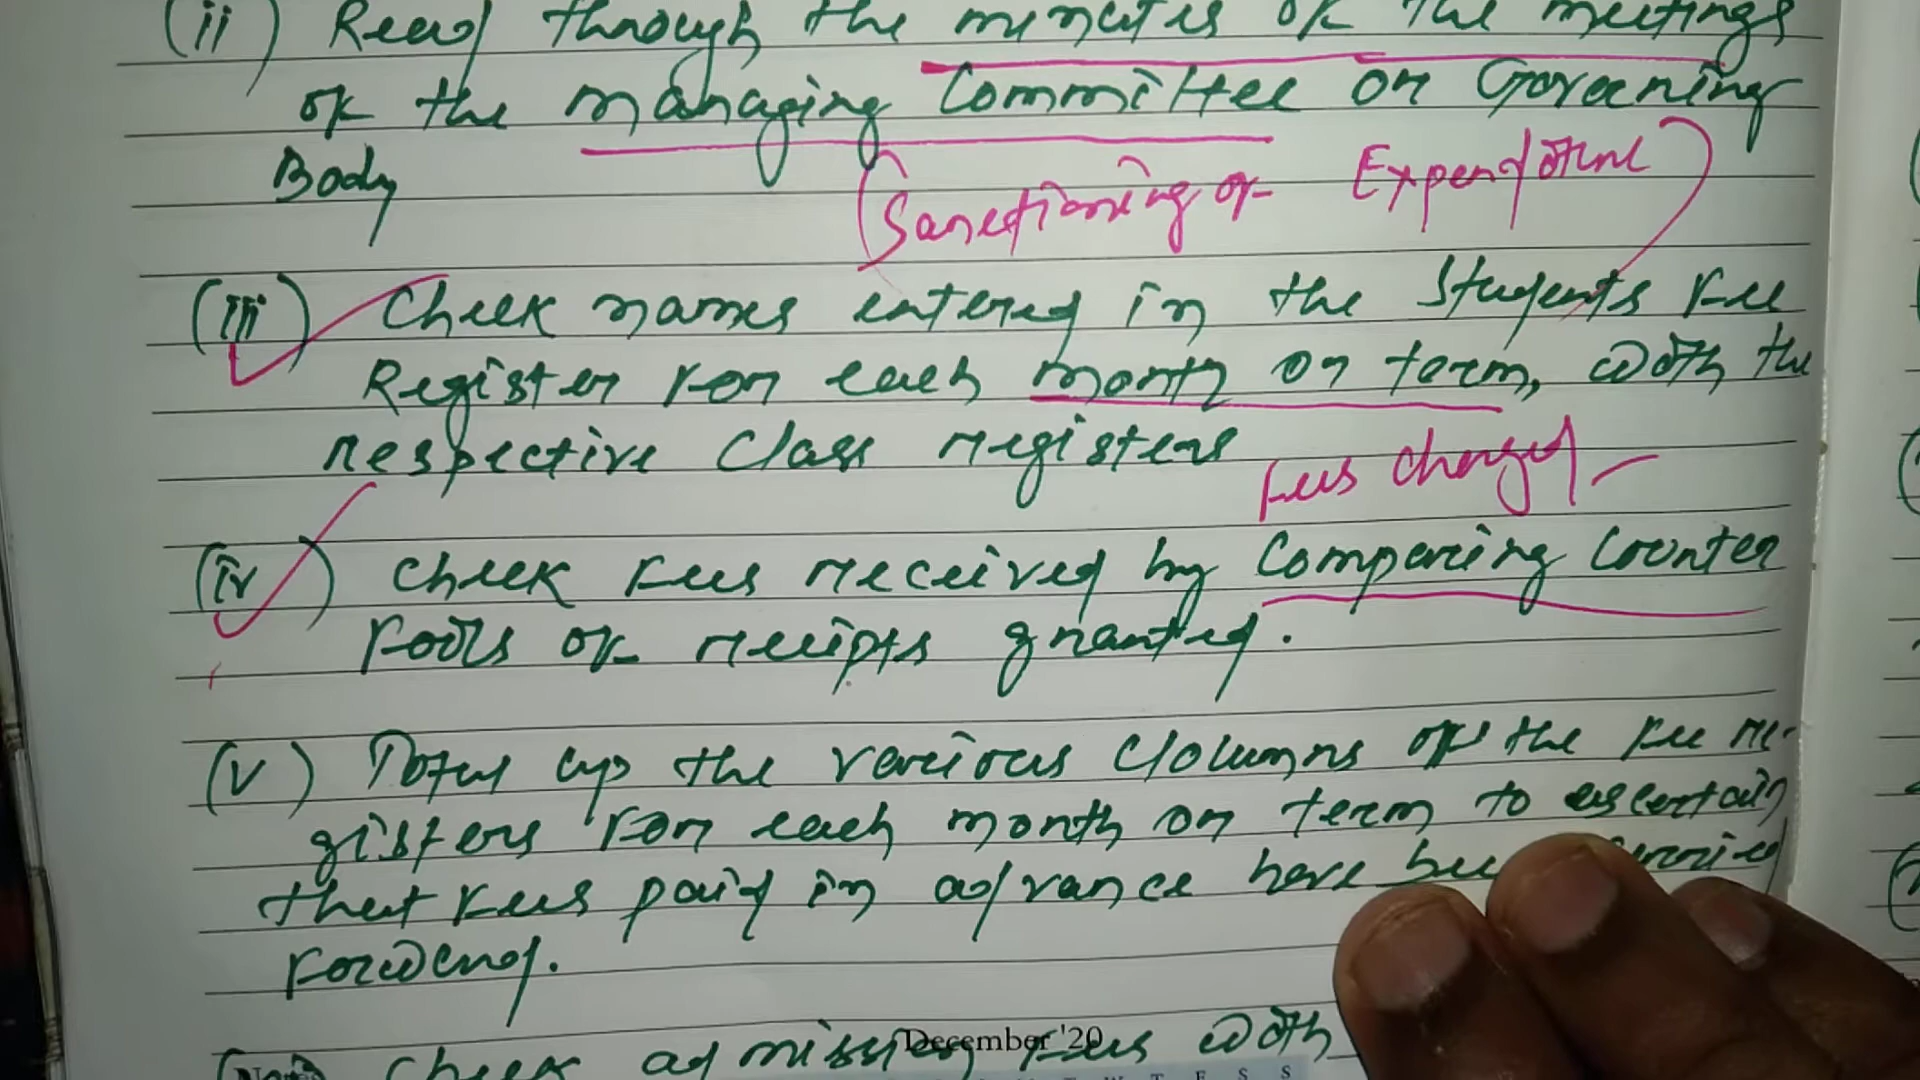 (ii) Read through the minutes of the meetings
of the managing Committee or Governing
Body
(Sanctioning of Expenditure)
(iii) Check names entered in the Students Fee
Register for each month or term, with the
respective Class registers
Fees charged
(iv) Check Fees received by Comparing Counter
Foils of receipts granted.
(v) Total up the various Columns of the Fee re-
gisters for each month or term to ascertain
that Fees paid in advance have been carried
Forward.
Check admission Fees with
December '20
T F S S